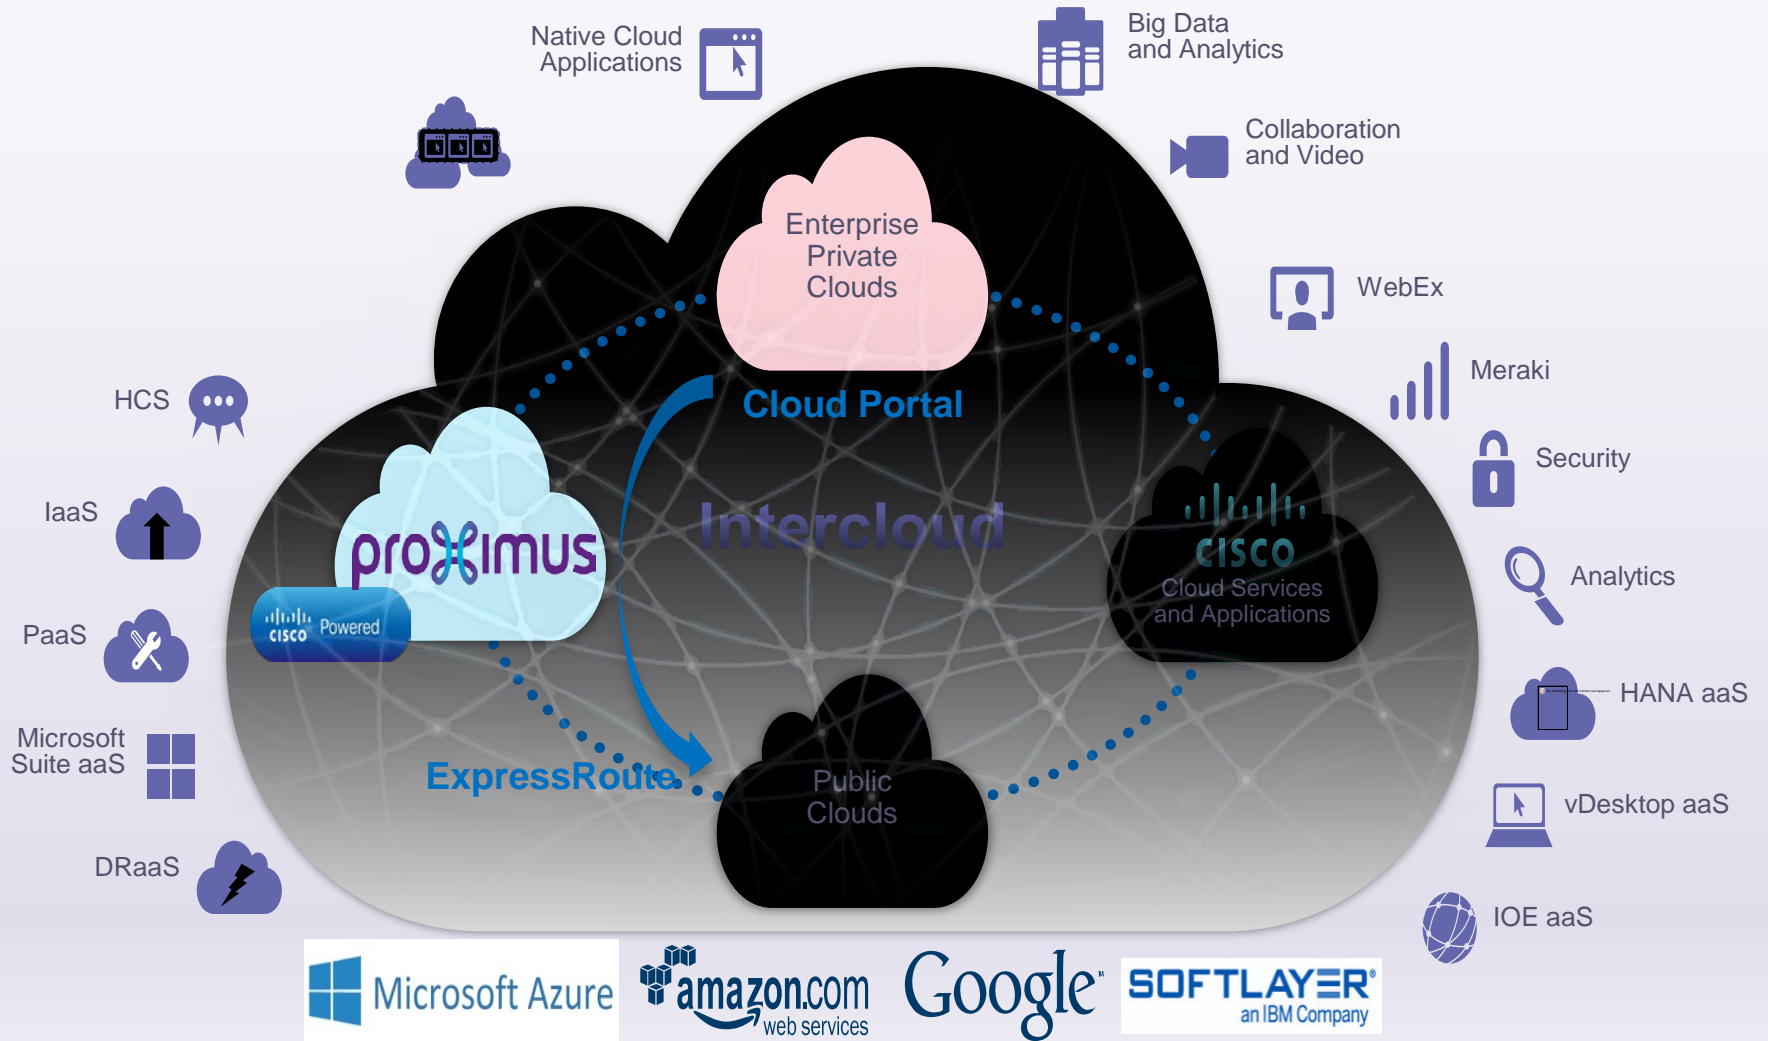 Native Cloud
Applications
Big Data
and Analytics
Collaboration
and Video
Enterprise
Private
Clouds
WebEx
Meraki
HCS
Cloud Portal
Security
IaaS
Intercloud
proximus
CISCO
Cloud Services
and Applications
Analytics
CISCO Powered
PaaS
HANA aaS
Microsoft
Suite aaS
ExpressRoute
Public
Clouds
vDesktop aaS
DRaaS
IOE aaS
Microsoft Azure
amazon.com
web services
Google™
SOFTLAYER®
an IBM Company